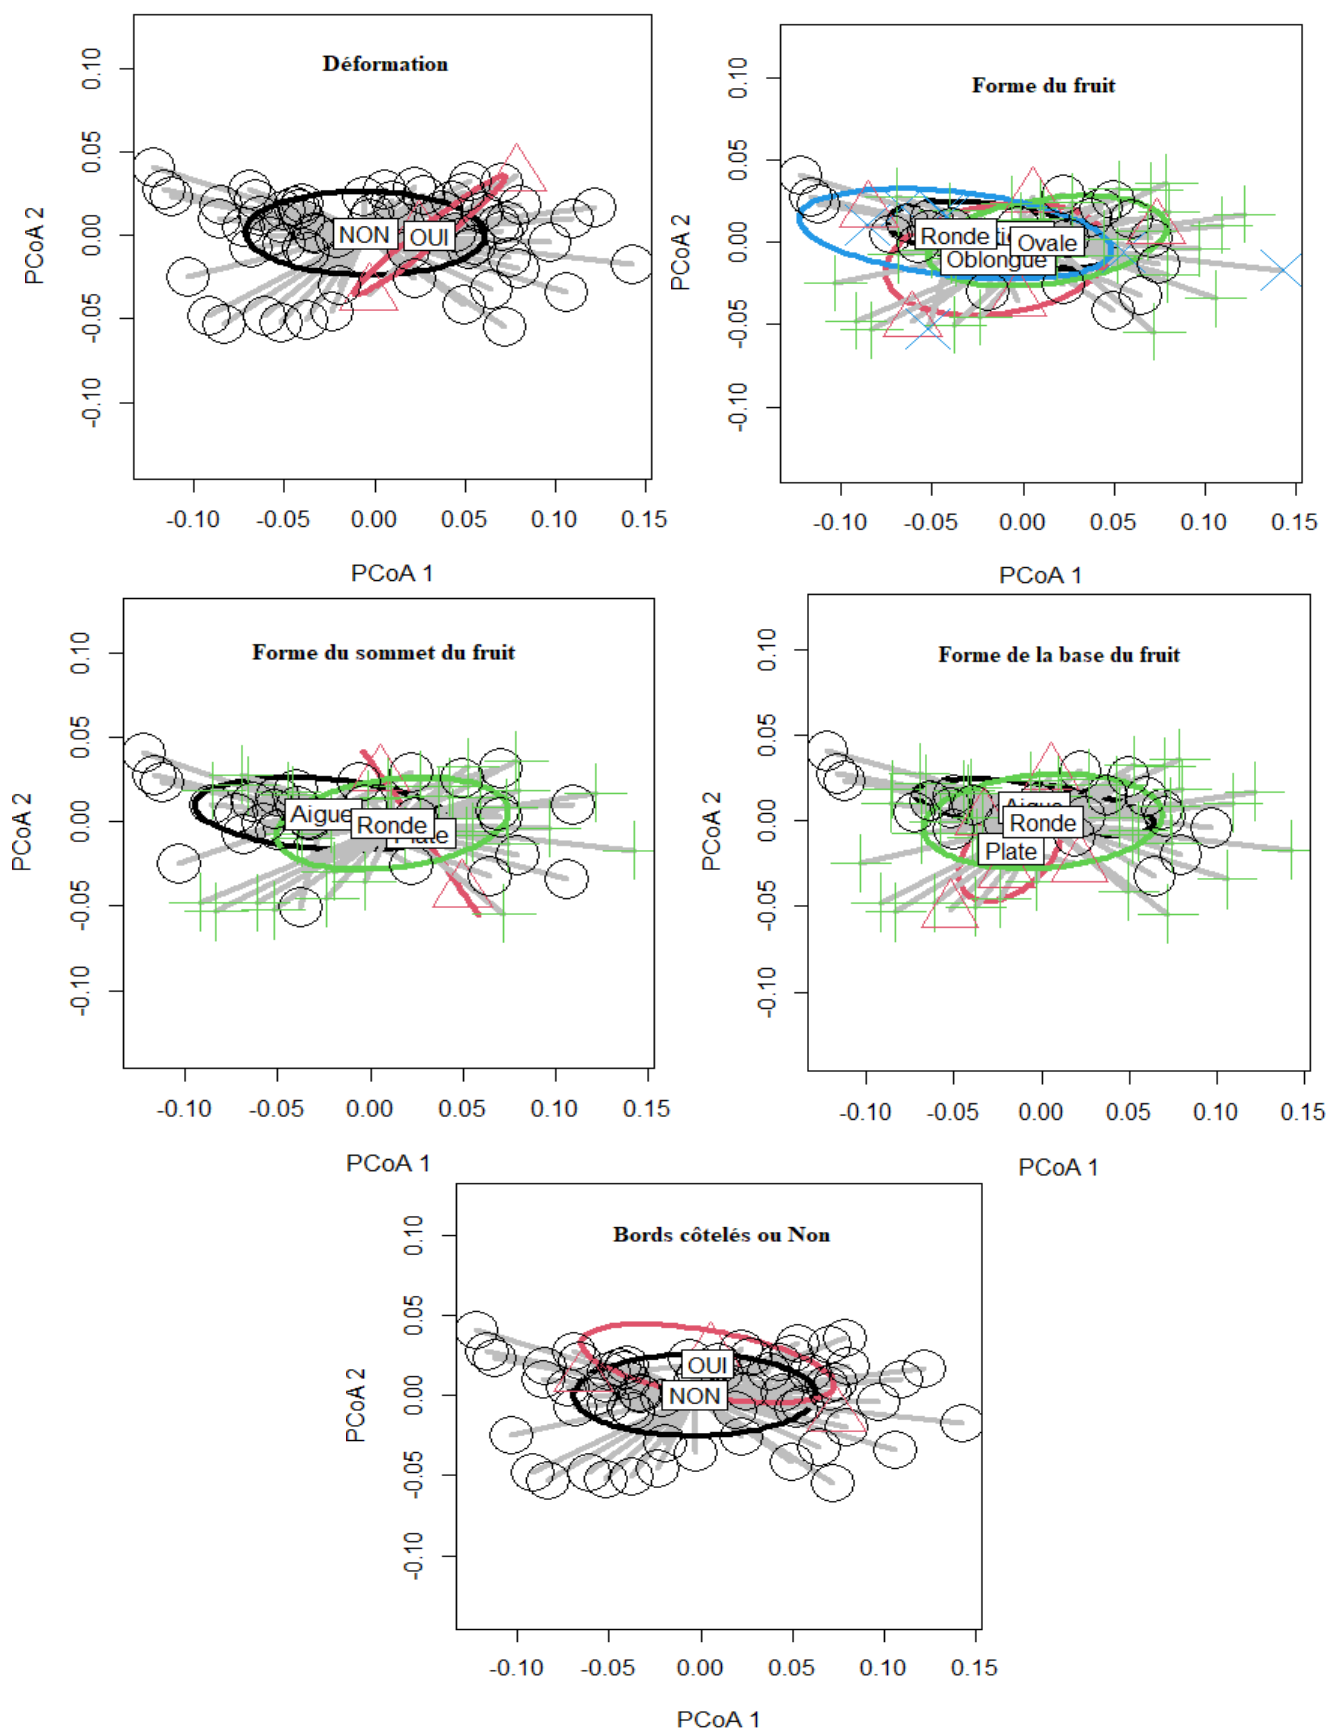 Déformation
PCoA 2
0.10
0.05
0.00
-0.05
-0.10
NON
OUI
-0.10 -0.05 0.00 0.05 0.10 0.15
PCoA 1
Forme du fruit
PCoA 2
0.10
0.05
0.00
-0.05
-0.10
Ronde
Ovale
Oblongue
-0.10 -0.05 0.00 0.05 0.10 0.15
PCoA 1
Forme du sommet du fruit
PCoA 2
0.10
0.05
0.00
-0.05
-0.10
Aigue
Ronde
Plate
-0.10 -0.05 0.00 0.05 0.10 0.15
PCoA 1
Forme de la base du fruit
PCoA 2
0.10
0.05
0.00
-0.05
-0.10
Aigue
Ronde
Plate
-0.10 -0.05 0.00 0.05 0.10 0.15
PCoA 1
Bords côtelés ou Non
PCoA 2
0.10
0.05
0.00
-0.05
-0.10
OUI
NON
-0.10 -0.05 0.00 0.05 0.10 0.15
PCoA 1